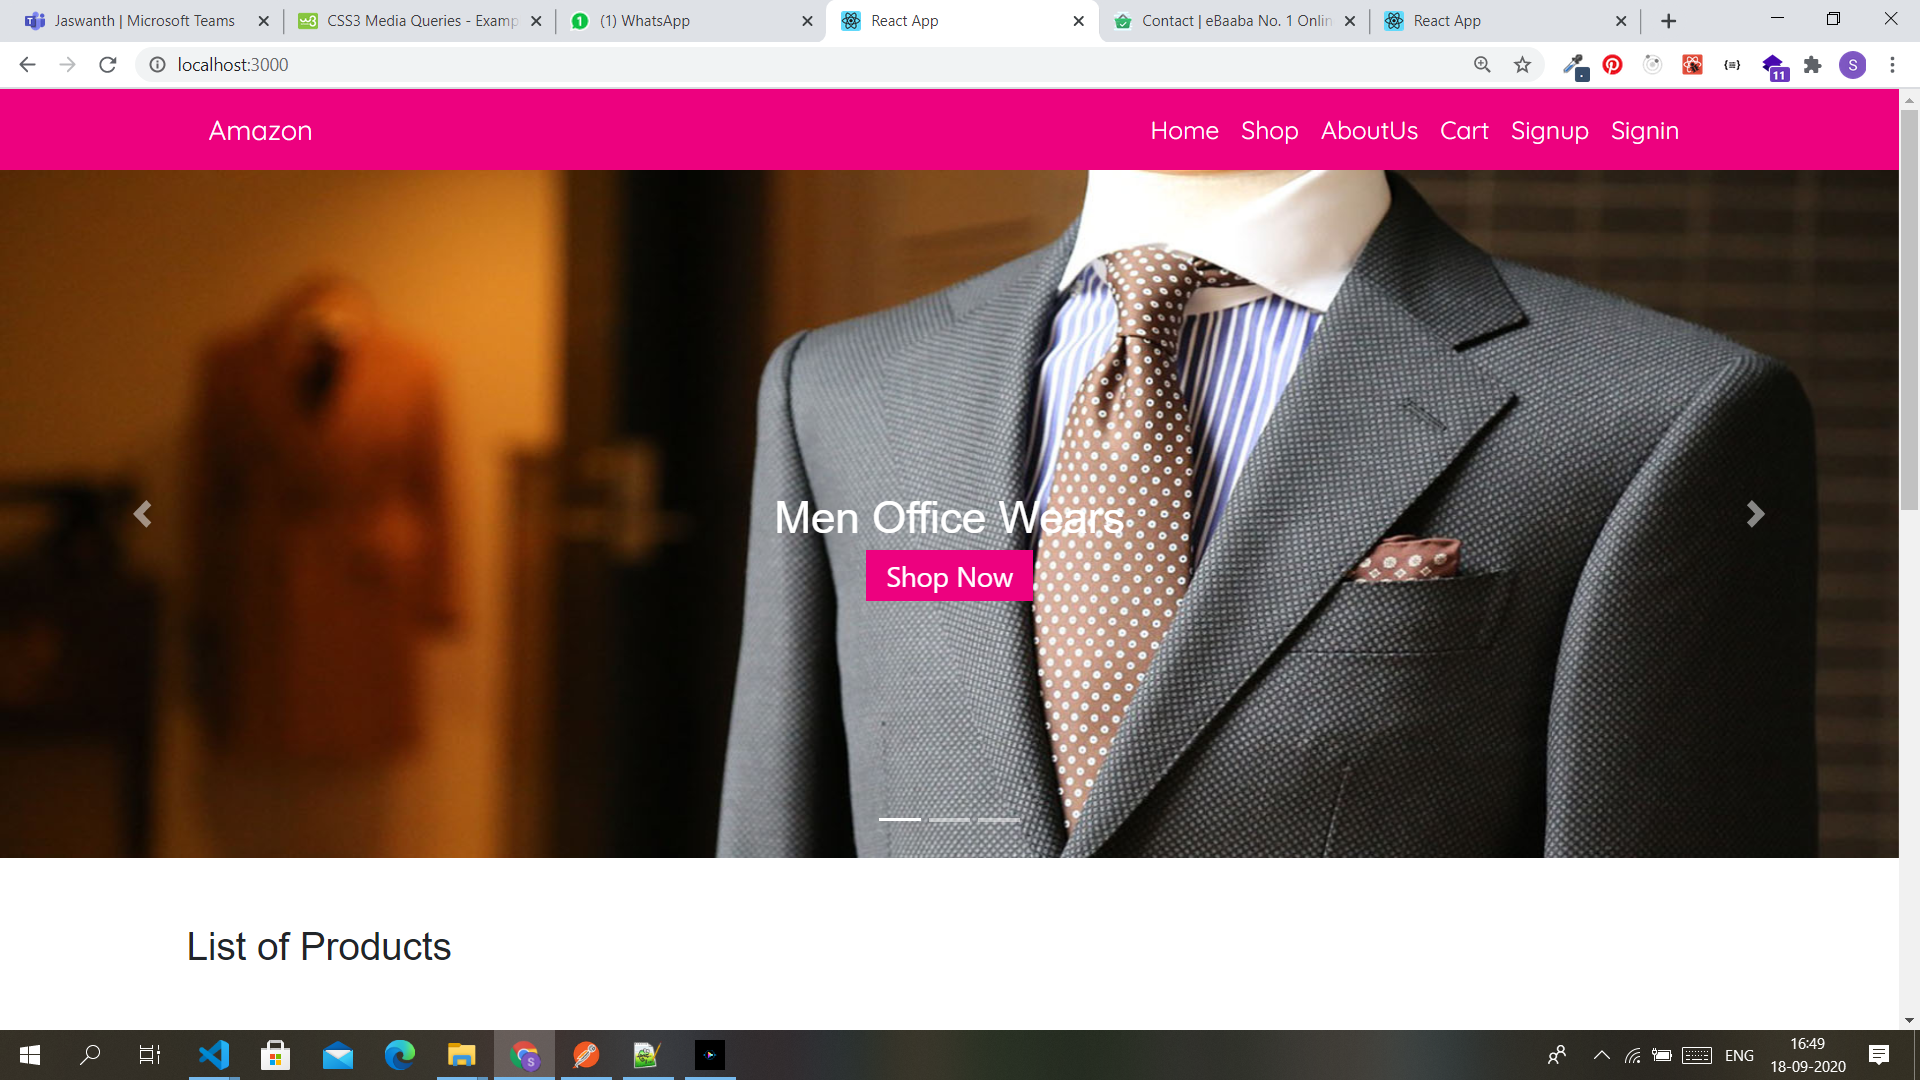 Jaswanth | Microsoft Teams
CSS3 Media Queries - Examp
(1) WhatsApp
React App
Contact | eBaaba No. 1 Onlin
React App
localhost:3000
11
S
Amazon
Home Shop AboutUs Cart Signup Signin
Men Office Wears
Shop Now
List of Products
ENG
16:49
18-09-2020